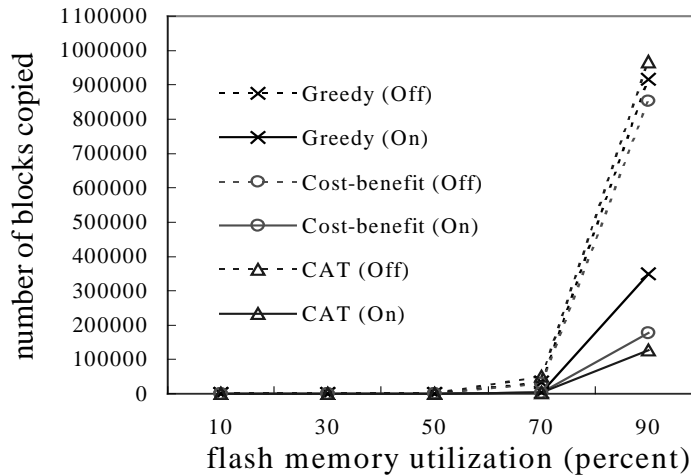 1100000
1000000
900000
800000
700000
600000
500000
400000
300000
200000
100000
0
number of blocks copied
Greedy (Off)
Greedy (On)
Cost-benefit (Off)
Cost-benefit (On)
CAT (Off)
CAT (On)
10 30 50 70 90
flash memory utilization (percent)